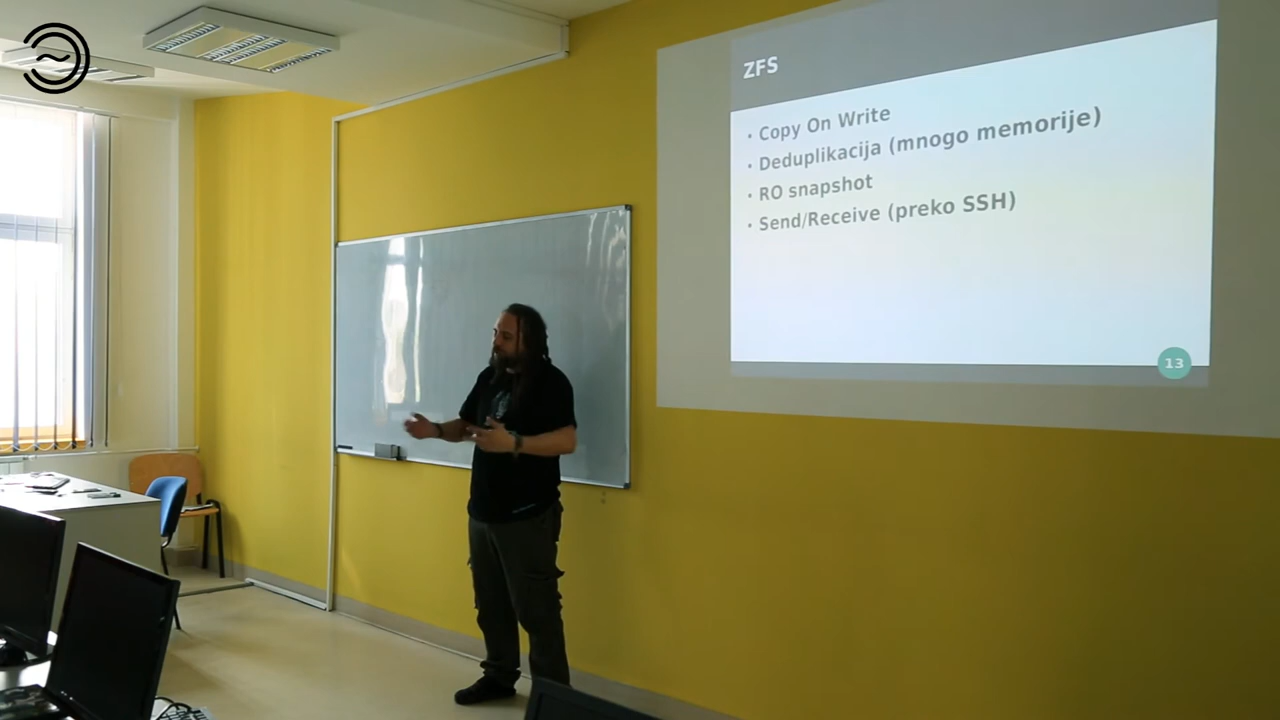 ZFS
• Copy On Write
• Deduplikacija (mnogo memorije)
• RO snapshot
• Send/Receive (preko SSH)
13